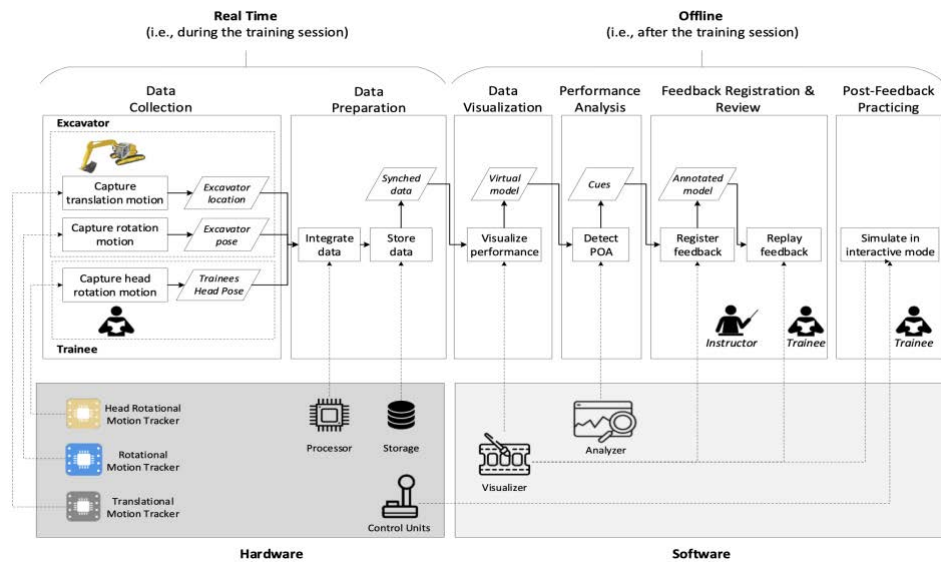 Real Time
(i.e., during the training session)
Offline
(i.e., after the training session)
Data
Collection
Data
Preparation
Data
Visualization
Performance
Analysis
Feedback Registration &
Review
Post-Feedback
Practicing
Excavator
Capture
translation motion
Excavator
location
Capture rotation
motion
Excavator
pose
Capture head
rotation motion
Trainees
Head Pose
Trainee
Integrate
data
Synched
data
Store
data
Virtual
model
Visualize
performance
Cues
Detect
POA
Annotated
model
Register
feedback
Replay
feedback
Instructor
Trainee
Simulate in
interactive mode
Trainee
Head Rotational
Motion Tracker
Rotational
Motion Tracker
Translational
Motion Tracker
Processor
Storage
Control Units
Visualizer
Analyzer
Hardware
Software